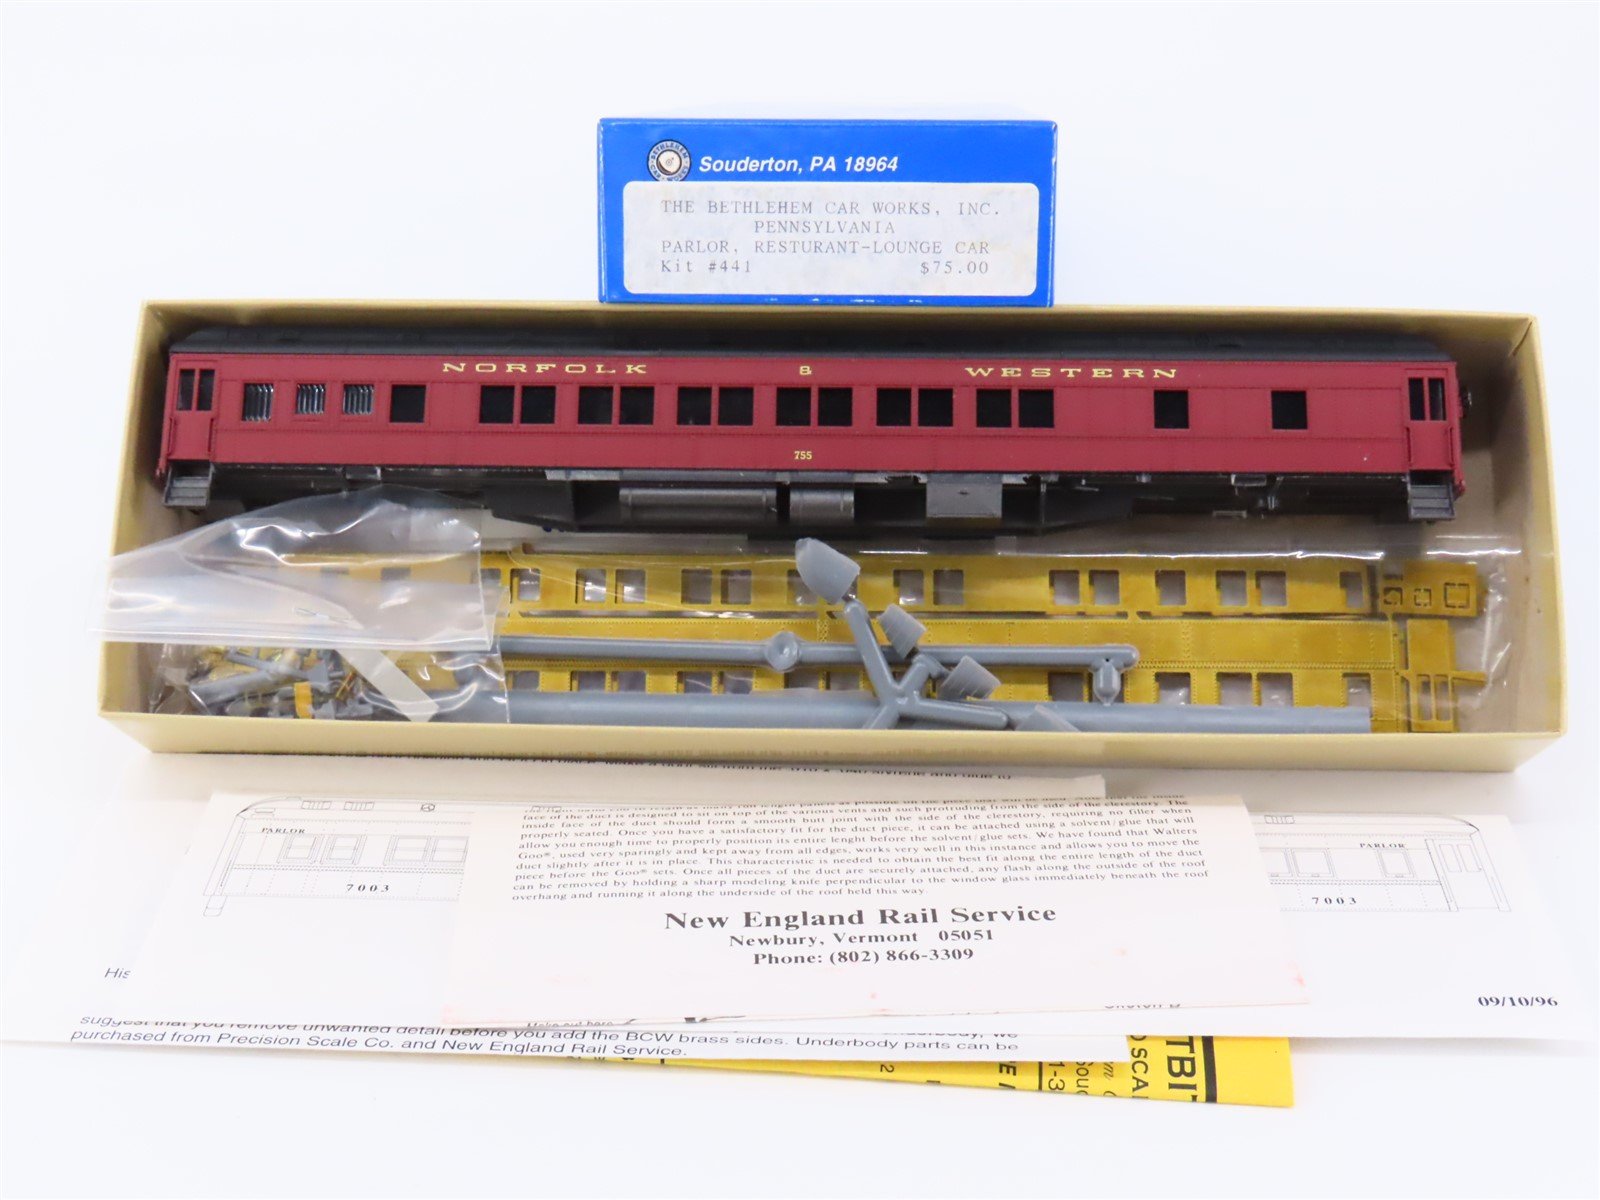 BETHLEHEM
CAR WORKS
Souderton, PA 18964
THE BETHLEHEM CAR WORKS, INC.
PENNSYLVANIA
PARLOR, RESTURANT-LOUNGE CAR
Kit #441 $75.00
NORFOLK & WESTERN
755
PARLOR
7003
face of the duct is designed to sit on top of the various vents and such protruding from the side of the clerestory. The
inside face of the duct should form a smooth butt joint with the side of the clerestory, requiring no filler when
properly seated. Once you have a satisfactory fit for the duct piece, it can be attached using a solvent/glue that will
allow you enough time to properly position its entire lenght before the solvent/glue sets. We have found that Walters
Goo®, used very sparingly and kept away from all edges, works very well in this instance and allows you to move the
duct slightly after it is in place. This characteristic is needed to obtain the best fit along the entire length of the duct
piece before the Goo® sets. Once all pieces of the duct are securely attached, any flash along the outside of the roof
can be removed by holding a sharp modeling knife perpendicular to the window glass immediately beneath the roof
overhang and running it along the underside of the roof held this way.
New England Rail Service
Newbury, Vermont 05051
Phone: (802) 866-3309
PARLOR
7003
His
09/10/96
suggest that you remove unwanted detail before you add the BCW brass sides. Underbody parts can be
purchased from Precision Scale Co. and New England Rail Service.